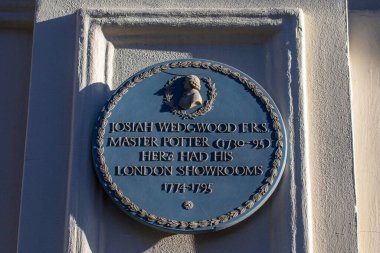 JOSIAH WEDGWOOD F.R.S.
MASTER POTTER (1730-95)
HERE HAD HIS
LONDON SHOWROOMS
1774-1795